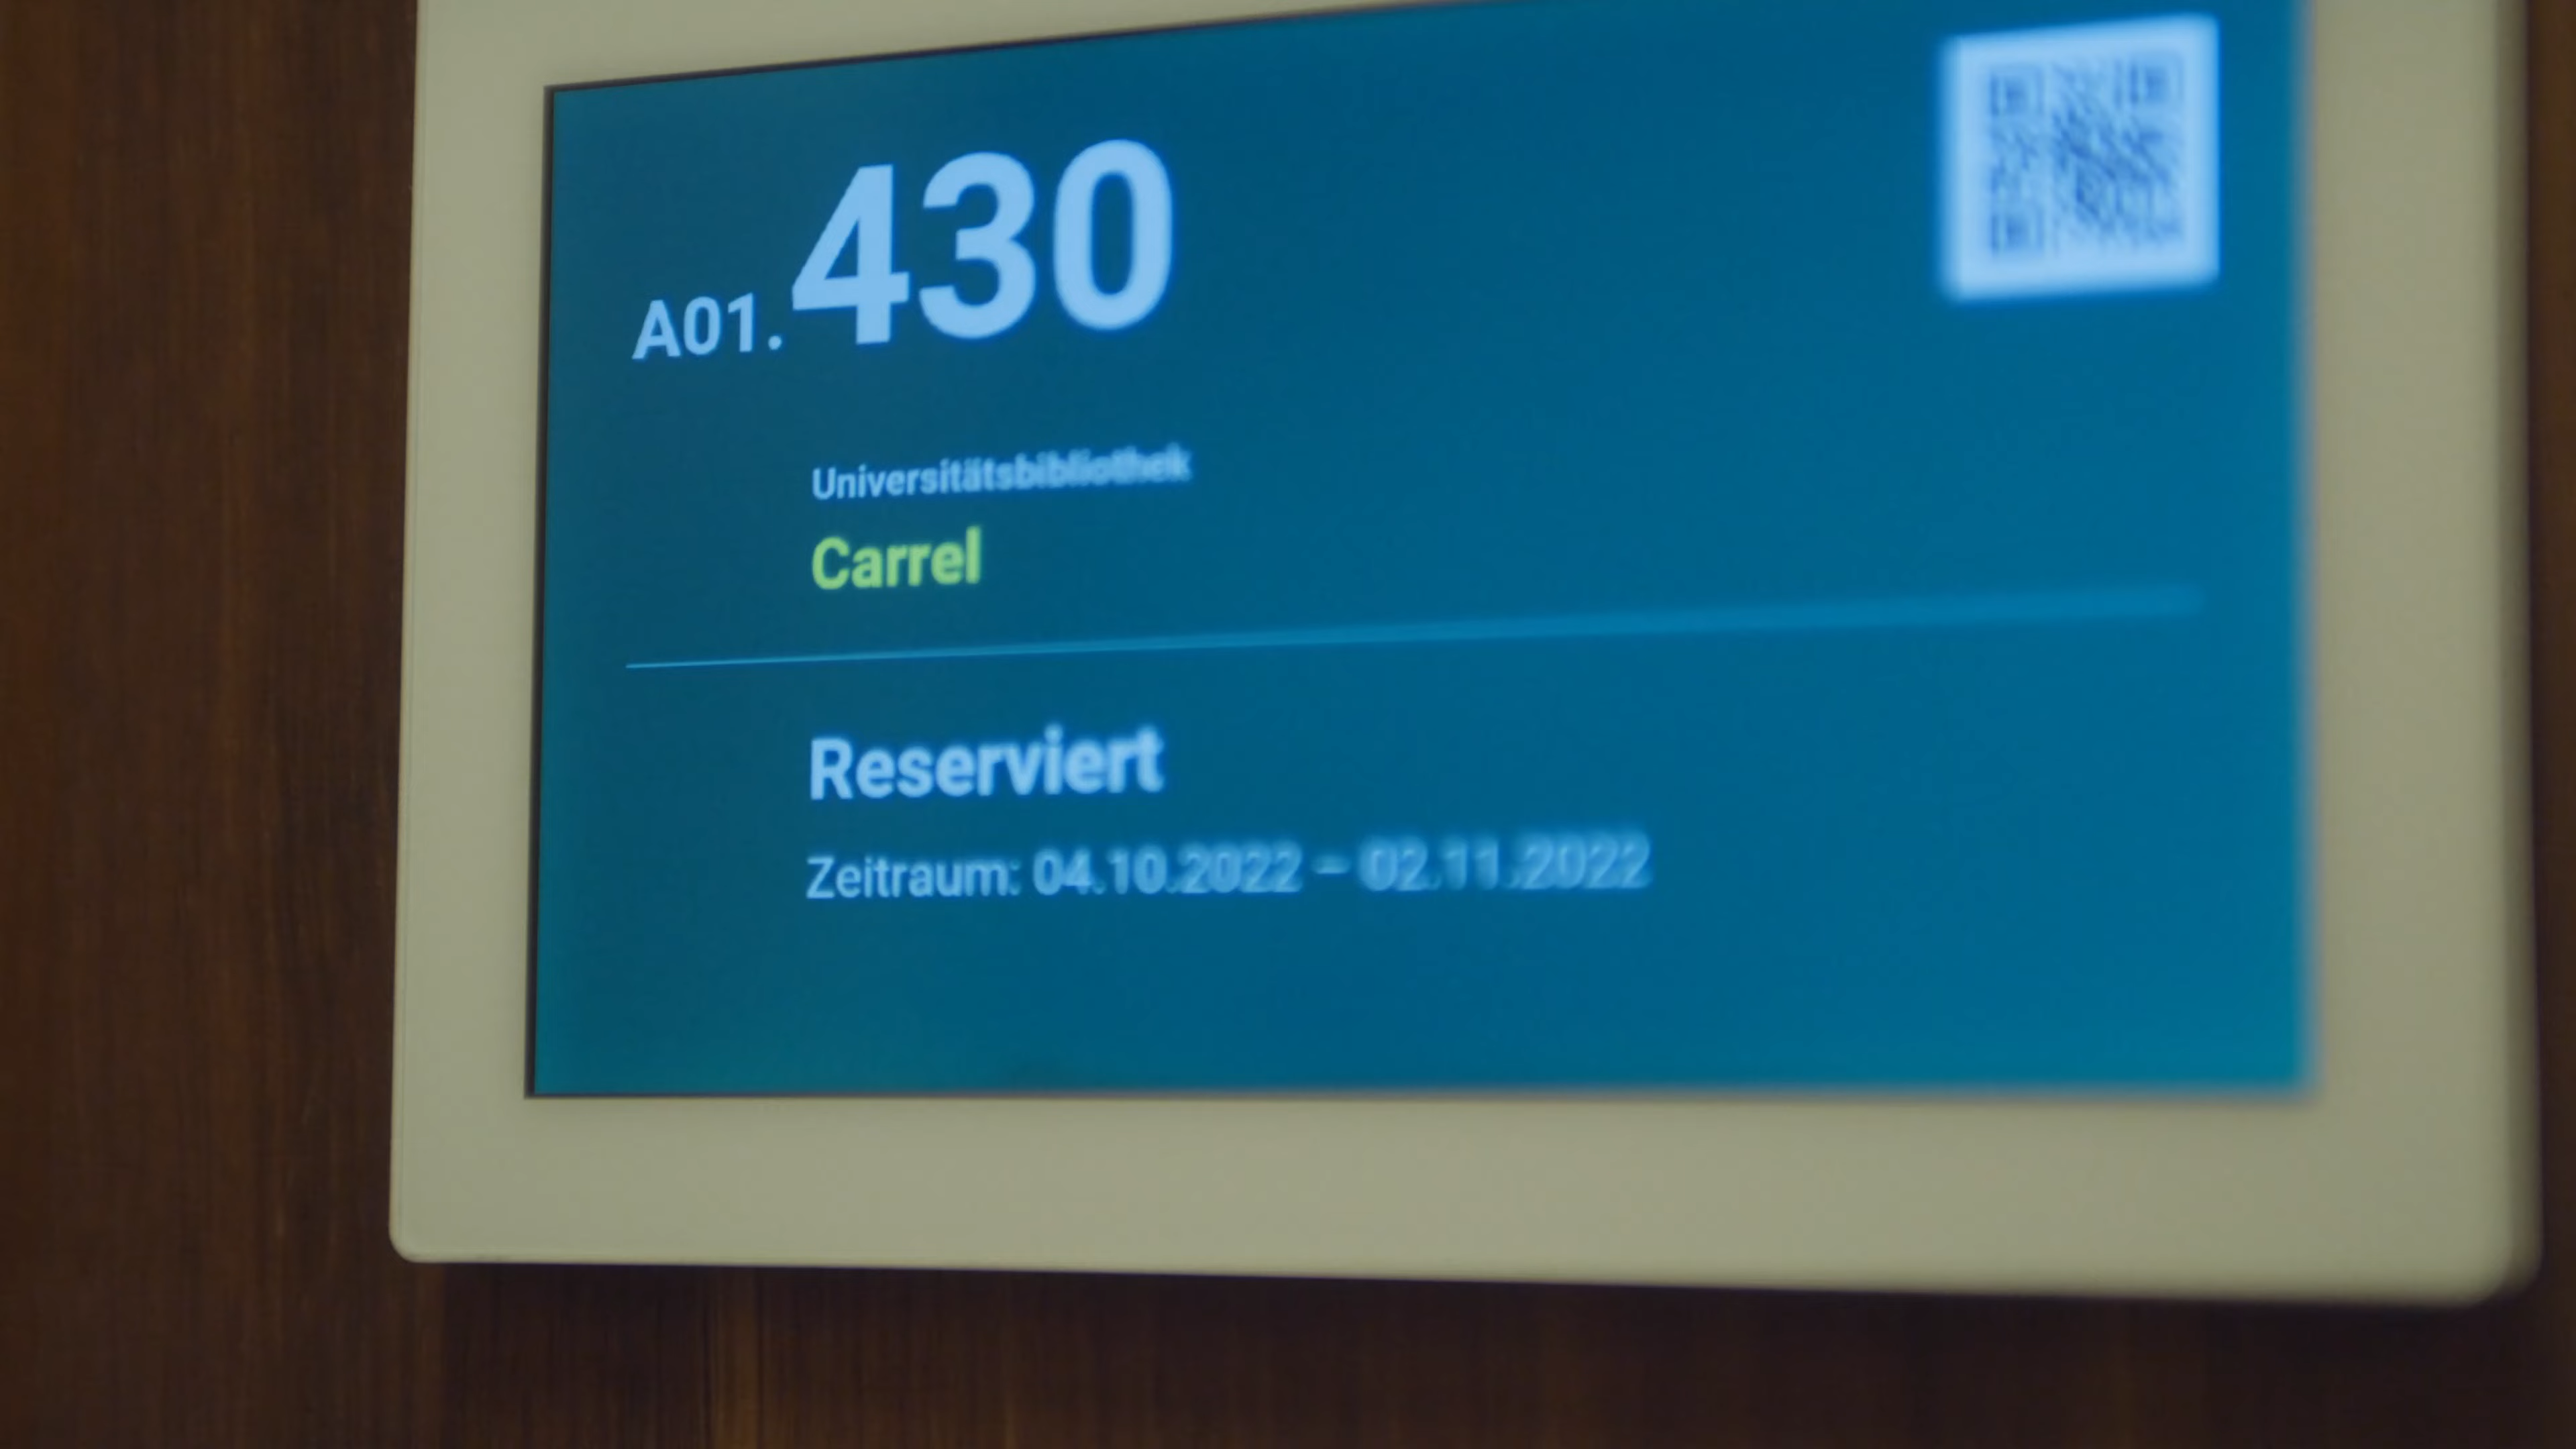 A01.430
Universitätsbibliothek
Carrel
Reserviert
Zeitraum: 04.10.2022 – 02.11.2022